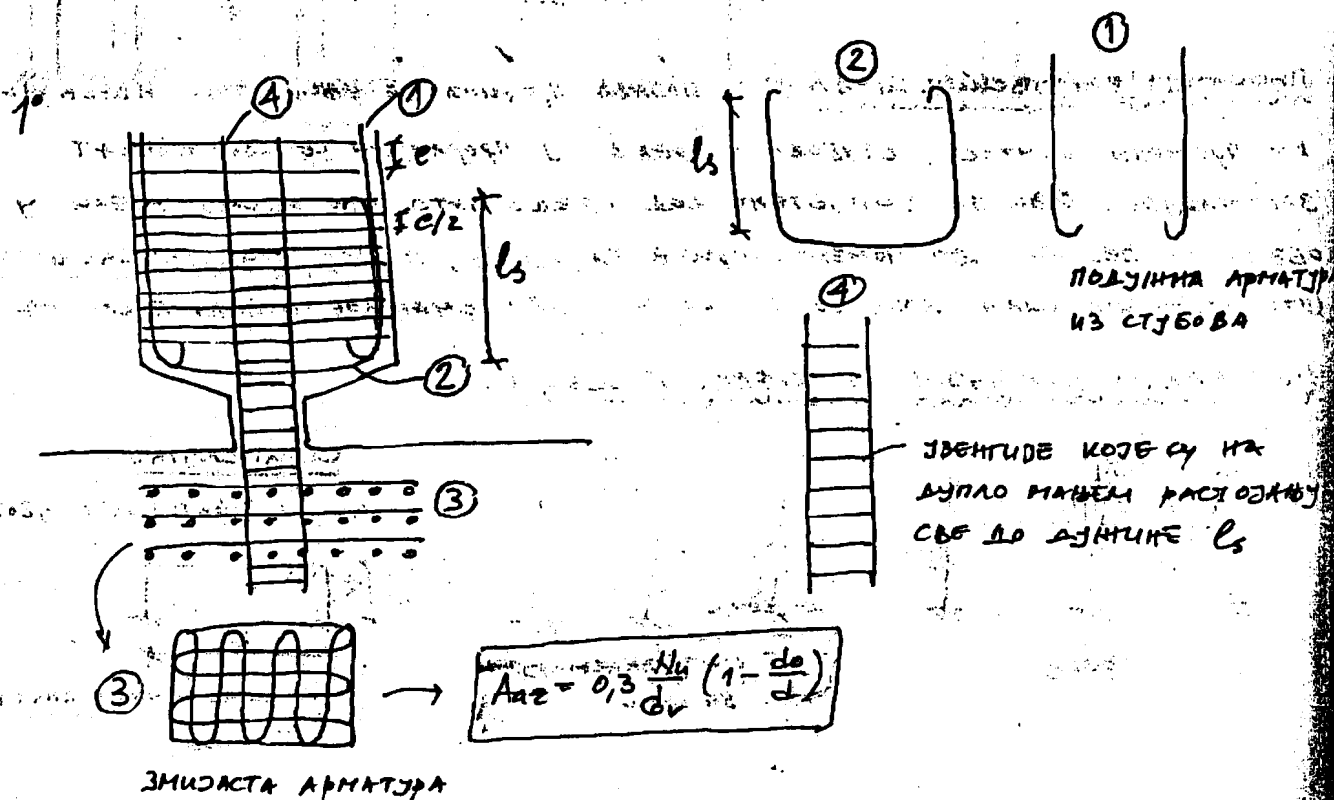 1°
④ ①
e
e/2
ls
②
③
②
ls
①
ПОДУЖНА АРМАТУРА
ИЗ СТУБОВА
④
УЗЕНГИЈЕ КОЈЕ СУ НА
ДУПЛО МАЊЕМ РАСТОЈАЊУ
СВЕ ДО ДУЖИНЕ ls
③
Aaz = 0,3 Nu/σv (1 - do/d)
ЗМИЈАСТА АРМАТУРА